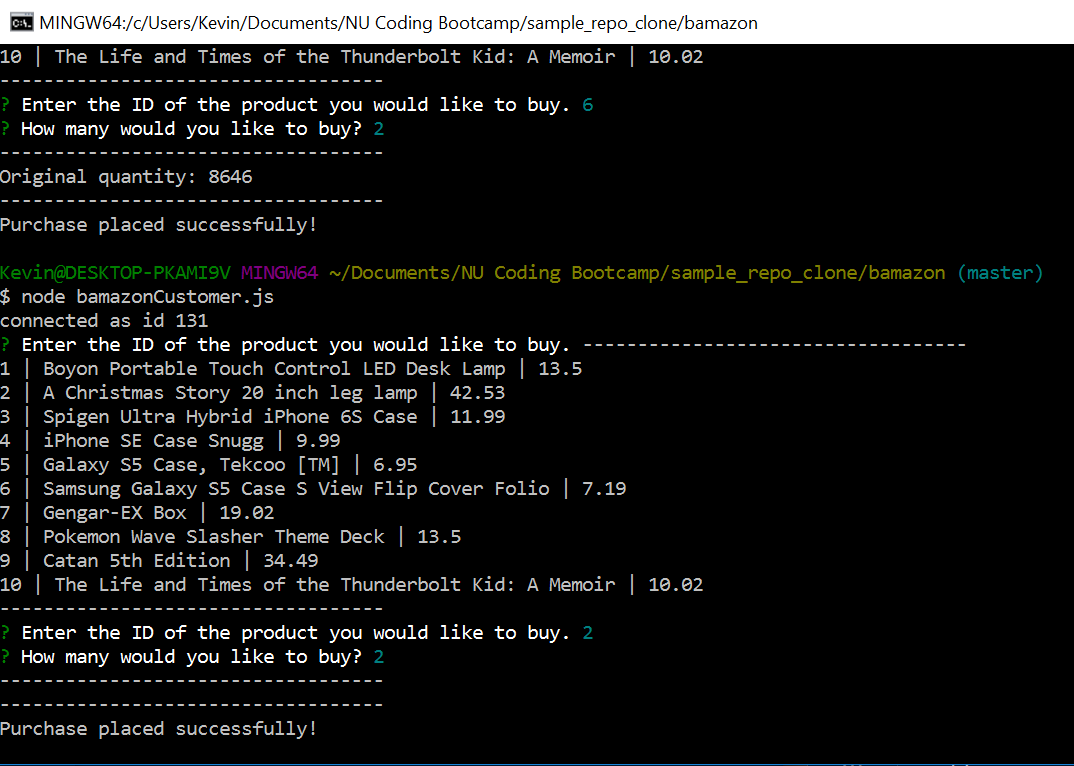 MINGW64:/c/Users/Kevin/Documents/NU Coding Bootcamp/sample_repo_clone/bamazon
10 | The Life and Times of the Thunderbolt Kid: A Memoir | 10.02
-----------------------------------
? Enter the ID of the product you would like to buy. 6
? How many would you like to buy? 2
-----------------------------------
Original quantity: 8646
-----------------------------------
Purchase placed successfully!
Kevin@DESKTOP-PKAMI9V MINGW64 ~/Documents/NU Coding Bootcamp/sample_repo_clone/bamazon (master)
$ node bamazonCustomer.js
connected as id 131
? Enter the ID of the product you would like to buy. -----------------------------------
1 | Boyon Portable Touch Control LED Desk Lamp | 13.5
2 | A Christmas Story 20 inch leg lamp | 42.53
3 | Spigen Ultra Hybrid iPhone 6S Case | 11.99
4 | iPhone SE Case Snugg | 9.99
5 | Galaxy S5 Case, Tekcoo [TM] | 6.95
6 | Samsung Galaxy S5 Case S View Flip Cover Folio | 7.19
7 | Gengar-EX Box | 19.02
8 | Pokemon Wave Slasher Theme Deck | 13.5
9 | Catan 5th Edition | 34.49
10 | The Life and Times of the Thunderbolt Kid: A Memoir | 10.02
-----------------------------------
? Enter the ID of the product you would like to buy. 2
? How many would you like to buy? 2
-----------------------------------
-----------------------------------
Purchase placed successfully!